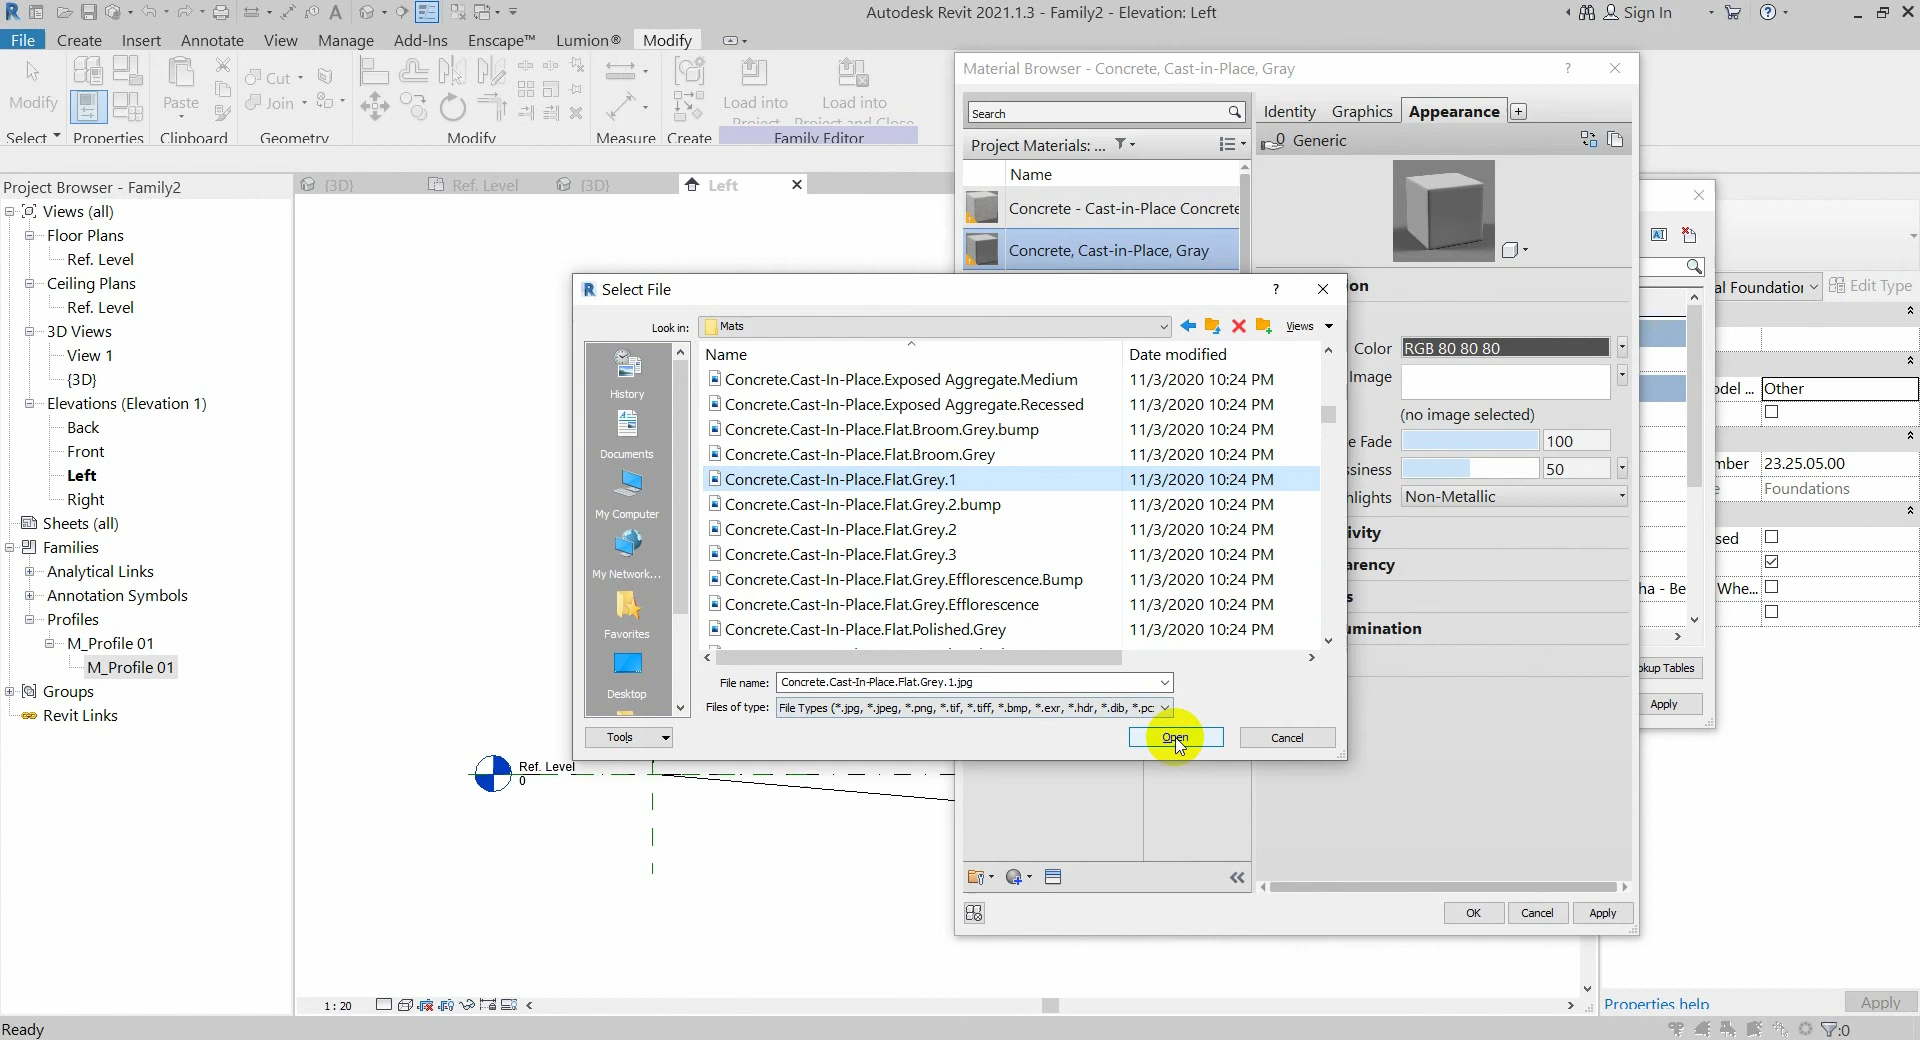 Autodesk Revit 2021.1.3 - Family2 - Elevation: Left
Sign In
File Create Insert Annotate View Manage Add-Ins Enscape™ Lumion® Modify
Modify Paste Cut Join Load into Project Load into Project and Close
Select Properties Clipboard Geometry Modify Measure Create Family Editor
Project Browser - Family2
{3D} Ref. Level {3D} Left
Views (all)
Floor Plans
Ref. Level
Ceiling Plans
Ref. Level
3D Views
View 1
{3D}
Elevations (Elevation 1)
Back
Front
Left
Right
Sheets (all)
Families
Analytical Links
Annotation Symbols
Profiles
M_Profile 01
M_Profile 01
Groups
Revit Links
Ref. Level
0
1 : 20
Ready
Material Browser - Concrete, Cast-in-Place, Gray
Search
Project Materials: ...
Name
Concrete - Cast-in-Place Concrete
Concrete, Cast-in-Place, Gray
Identity Graphics Appearance
0 Generic
Color RGB 80 80 80
(no image selected)
100
50
Non-Metallic
OK Cancel Apply
Select File
Look in: Mats Views
Name Date modified
Concrete.Cast-In-Place.Exposed Aggregate.Medium 11/3/2020 10:24 PM
Concrete.Cast-In-Place.Exposed Aggregate.Recessed 11/3/2020 10:24 PM
Concrete.Cast-In-Place.Flat.Broom.Grey.bump 11/3/2020 10:24 PM
Concrete.Cast-In-Place.Flat.Broom.Grey 11/3/2020 10:24 PM
Concrete.Cast-In-Place.Flat.Grey.1 11/3/2020 10:24 PM
Concrete.Cast-In-Place.Flat.Grey.2.bump 11/3/2020 10:24 PM
Concrete.Cast-In-Place.Flat.Grey.2 11/3/2020 10:24 PM
Concrete.Cast-In-Place.Flat.Grey.3 11/3/2020 10:24 PM
Concrete.Cast-In-Place.Flat.Grey.Efflorescence.Bump 11/3/2020 10:24 PM
Concrete.Cast-In-Place.Flat.Grey.Efflorescence 11/3/2020 10:24 PM
Concrete.Cast-In-Place.Flat.Polished.Grey 11/3/2020 10:24 PM
History
Documents
My Computer
My Network...
Favorites
Desktop
File name: Concrete.Cast-In-Place.Flat.Grey.1.jpg
Files of type: File Types (*.jpg, *.jpeg, *.png, *.tif, *.tiff, *.bmp, *.exr, *.hdr, *.dib, *.pc
Tools Open Cancel
Edit Type
Other
23.25.05.00
Foundations
Whe...
Tables
Apply
Properties help Apply
:0